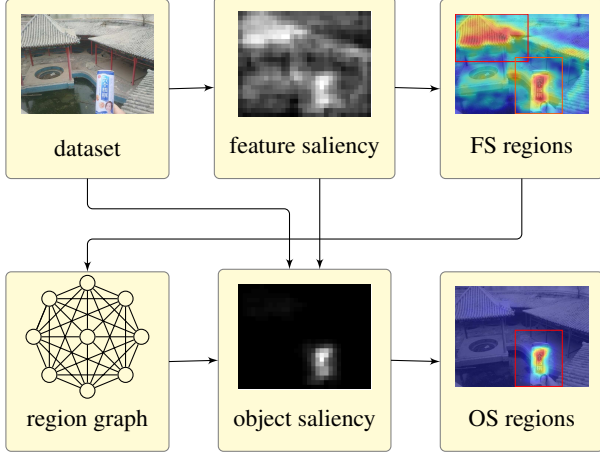 dataset
feature saliency
FS regions
region graph
object saliency
OS regions